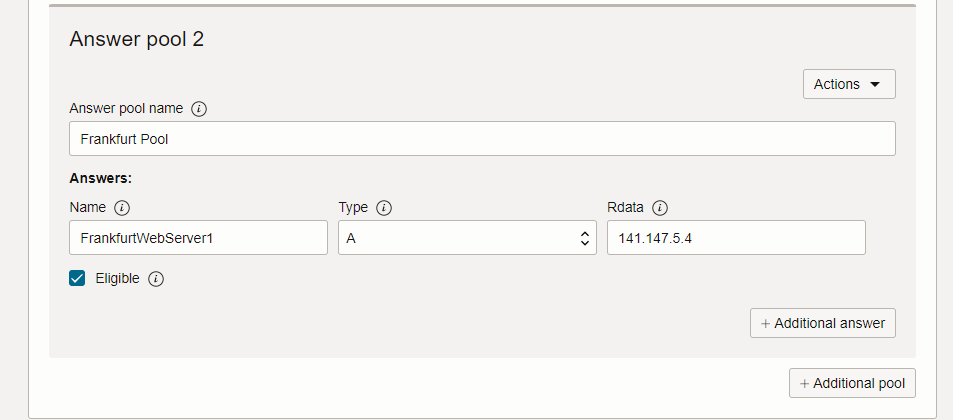 Answer pool 2
Actions
Answer pool name
Frankfurt Pool
Answers:
Name Type Rdata
FrankfurtWebServer1 A 141.147.5.4
Eligible
+ Additional answer
+ Additional pool